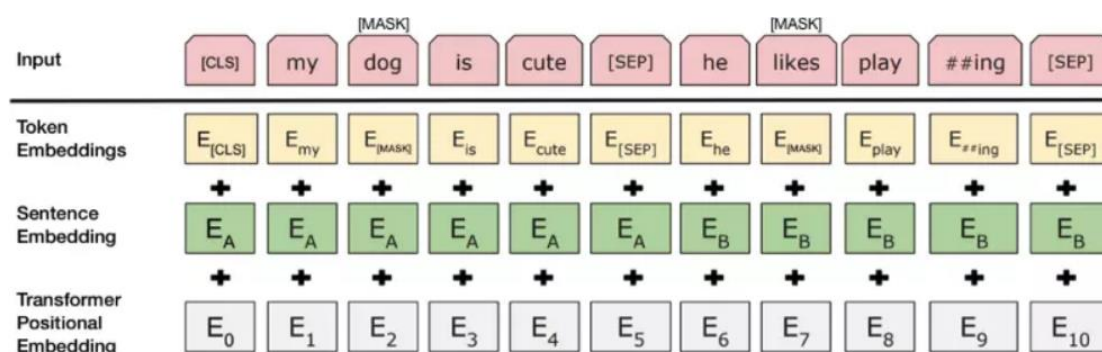 [MASK] [MASK]
Input [CLS] my dog is cute [SEP] he likes play ##ing [SEP]
Token
Embeddings E[CLS] Emy E[MASK] Eis Ecute E[SEP] Ehe E[MASK] Eplay E##ing E[SEP]
+ + + + + + + + + + +
Sentence
Embedding EA EA EA EA EA EA EB EB EB EB EB
+ + + + + + + + + + +
Transformer
Positional
Embedding E0 E1 E2 E3 E4 E5 E6 E7 E8 E9 E10